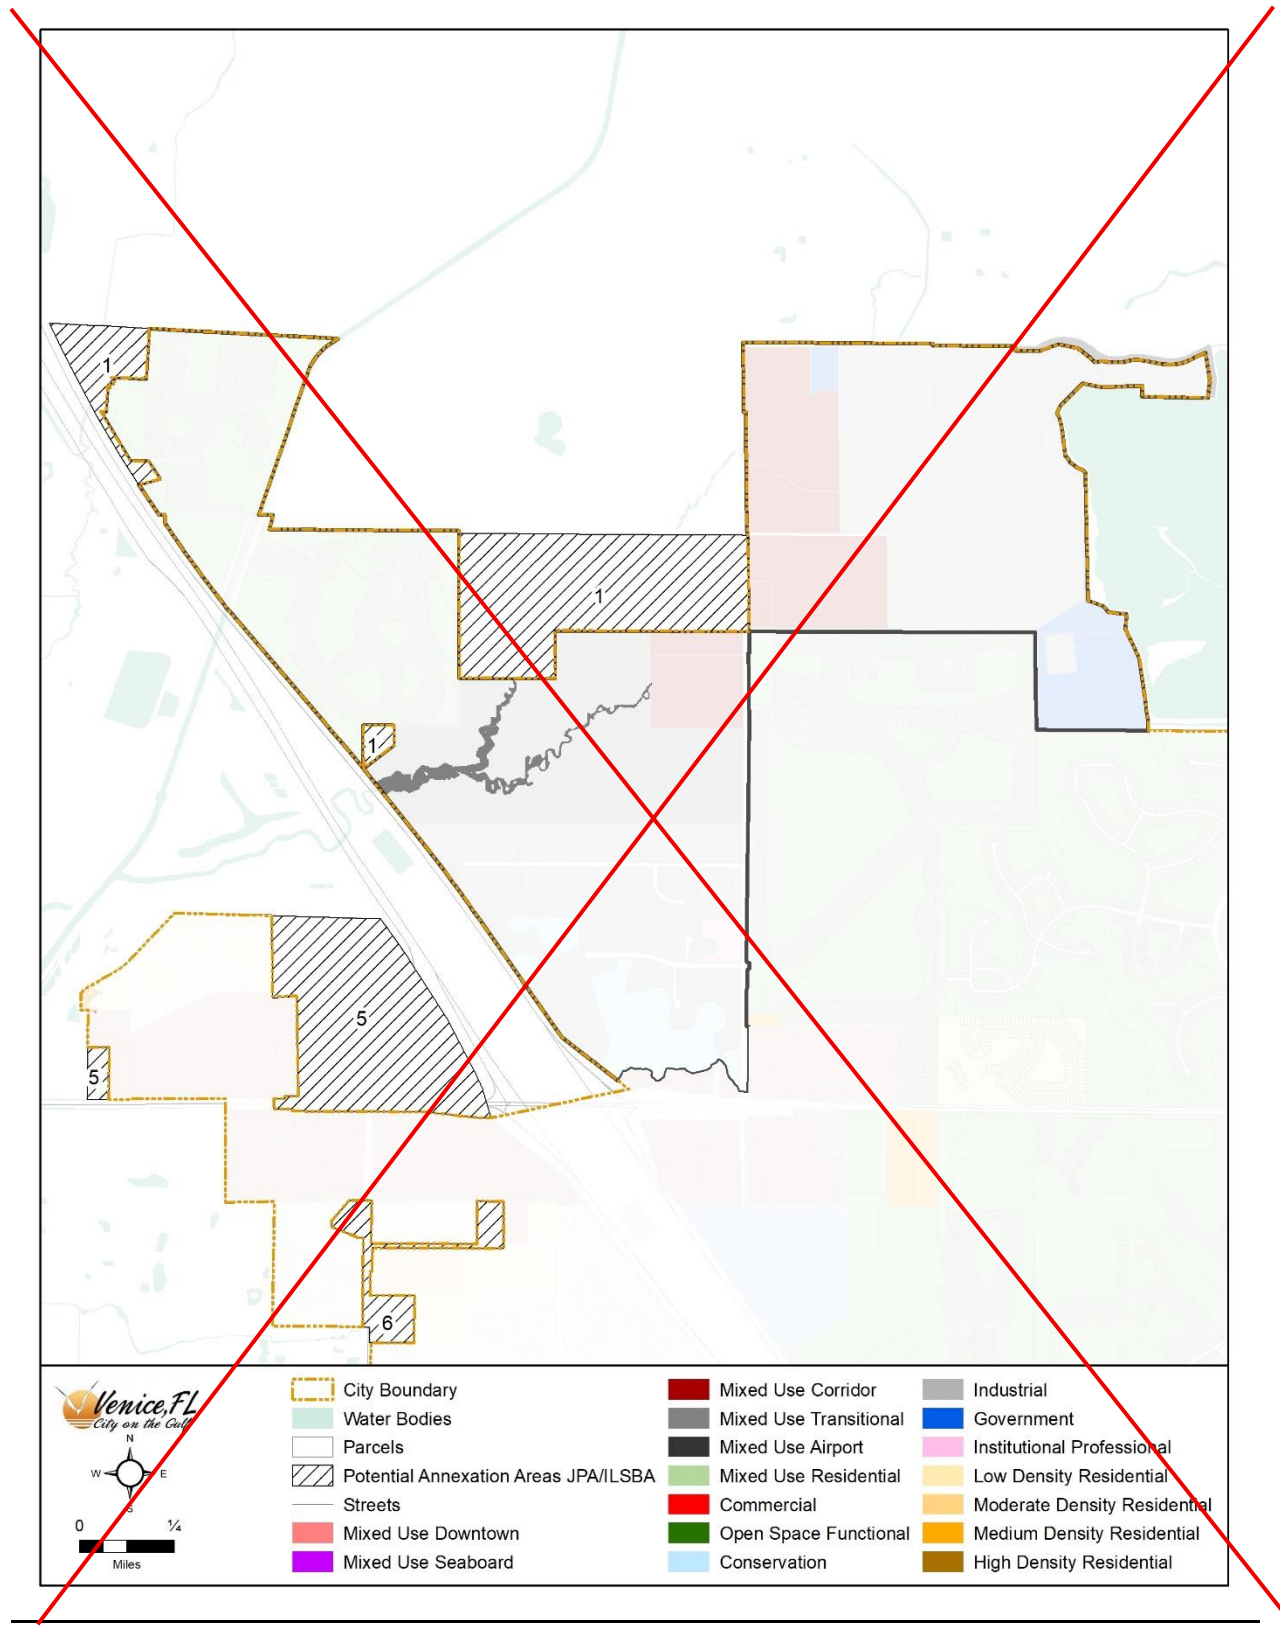 1
1
1
5
5
6
Venice, FL
City on the Gulf
N
W
E
S
0
¼
Miles
City Boundary
Water Bodies
Parcels
Potential Annexation Areas JPA/ILSBA
Streets
Mixed Use Downtown
Mixed Use Seaboard
Mixed Use Corridor
Mixed Use Transitional
Mixed Use Airport
Mixed Use Residential
Commercial
Open Space Functional
Conservation
Industrial
Government
Institutional Professional
Low Density Residential
Moderate Density Residential
Medium Density Residential
High Density Residential